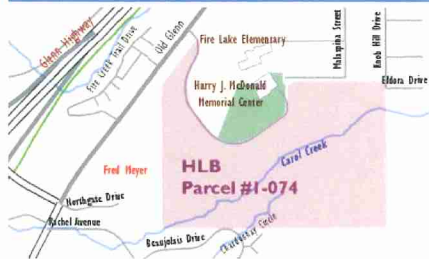 Glenn Highway
Fire Creek Trail Drive
Old Glenn
Fire Lake Elementary
Malaspina Street
Knob Hill Drive
Eldora Drive
Harry J. McDonald
Memorial Center
Carol Creek
Fred Meyer
HLB
Parcel #1-074
Northgate Drive
Rachel Avenue
Beaujolais Drive
Chardonnay Circle